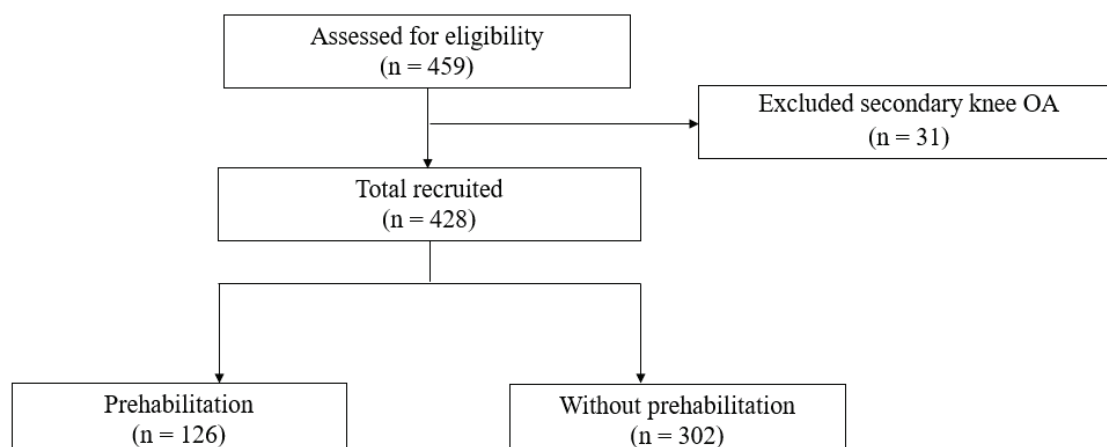 Assessed for eligibility
(n = 459)
Excluded secondary knee OA
(n = 31)
Total recruited
(n = 428)
Prehabilitation
(n = 126)
Without prehabilitation
(n = 302)